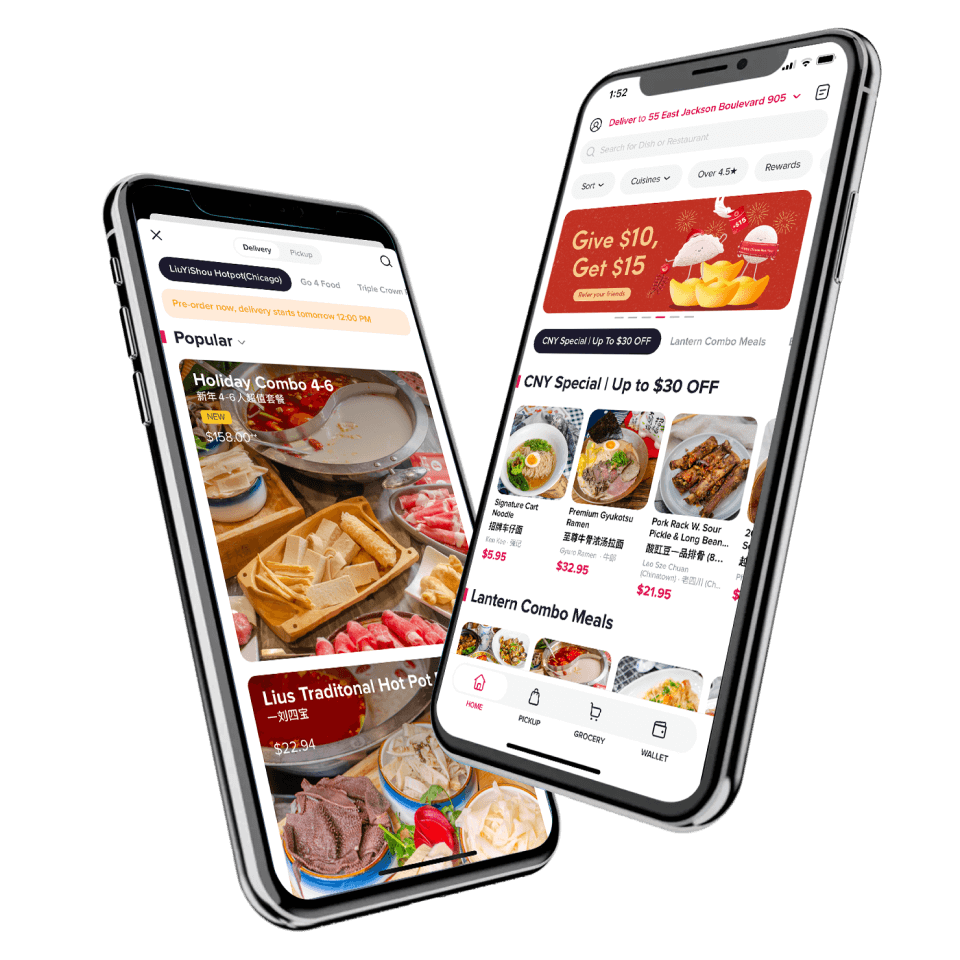 Delivery
Pickup
LiuYiShou Hotpot(Chicago)
Go 4 Food
Triple Crown
Pre-order now, delivery starts tomorrow 12:00 PM
Popular
Holiday Combo 4-6
新年4-6人超值套餐
NEW
$158.00
Lius Traditonal Hot Pot
一刘四宝
$22.94
1:52
Deliver to 55 East Jackson Boulevard 905
Search for Dish or Restaurant
Sort
Cuisines
Over 4.5★
Rewards
Give $10,
Get $15
Refer your friends
$15
CNY Special | Up To $30 OFF
Lantern Combo Meals
CNY Special | Up to $30 OFF
Signature Cart
Noodle
招牌车仔面
$5.95
Premium Gyukotsu
Ramen
至尊牛骨浓汤拉面
Gyuro Ramen · 牛郎
$32.95
Pork Rack W. Sour
Pickle & Long Bean...
酸豇豆一品排骨 (8...
Lao Sze Chuan
(Chinatown) · 老四川 (Ch...
$21.95
Lantern Combo Meals
HOME
PICKUP
GROCERY
WALLET